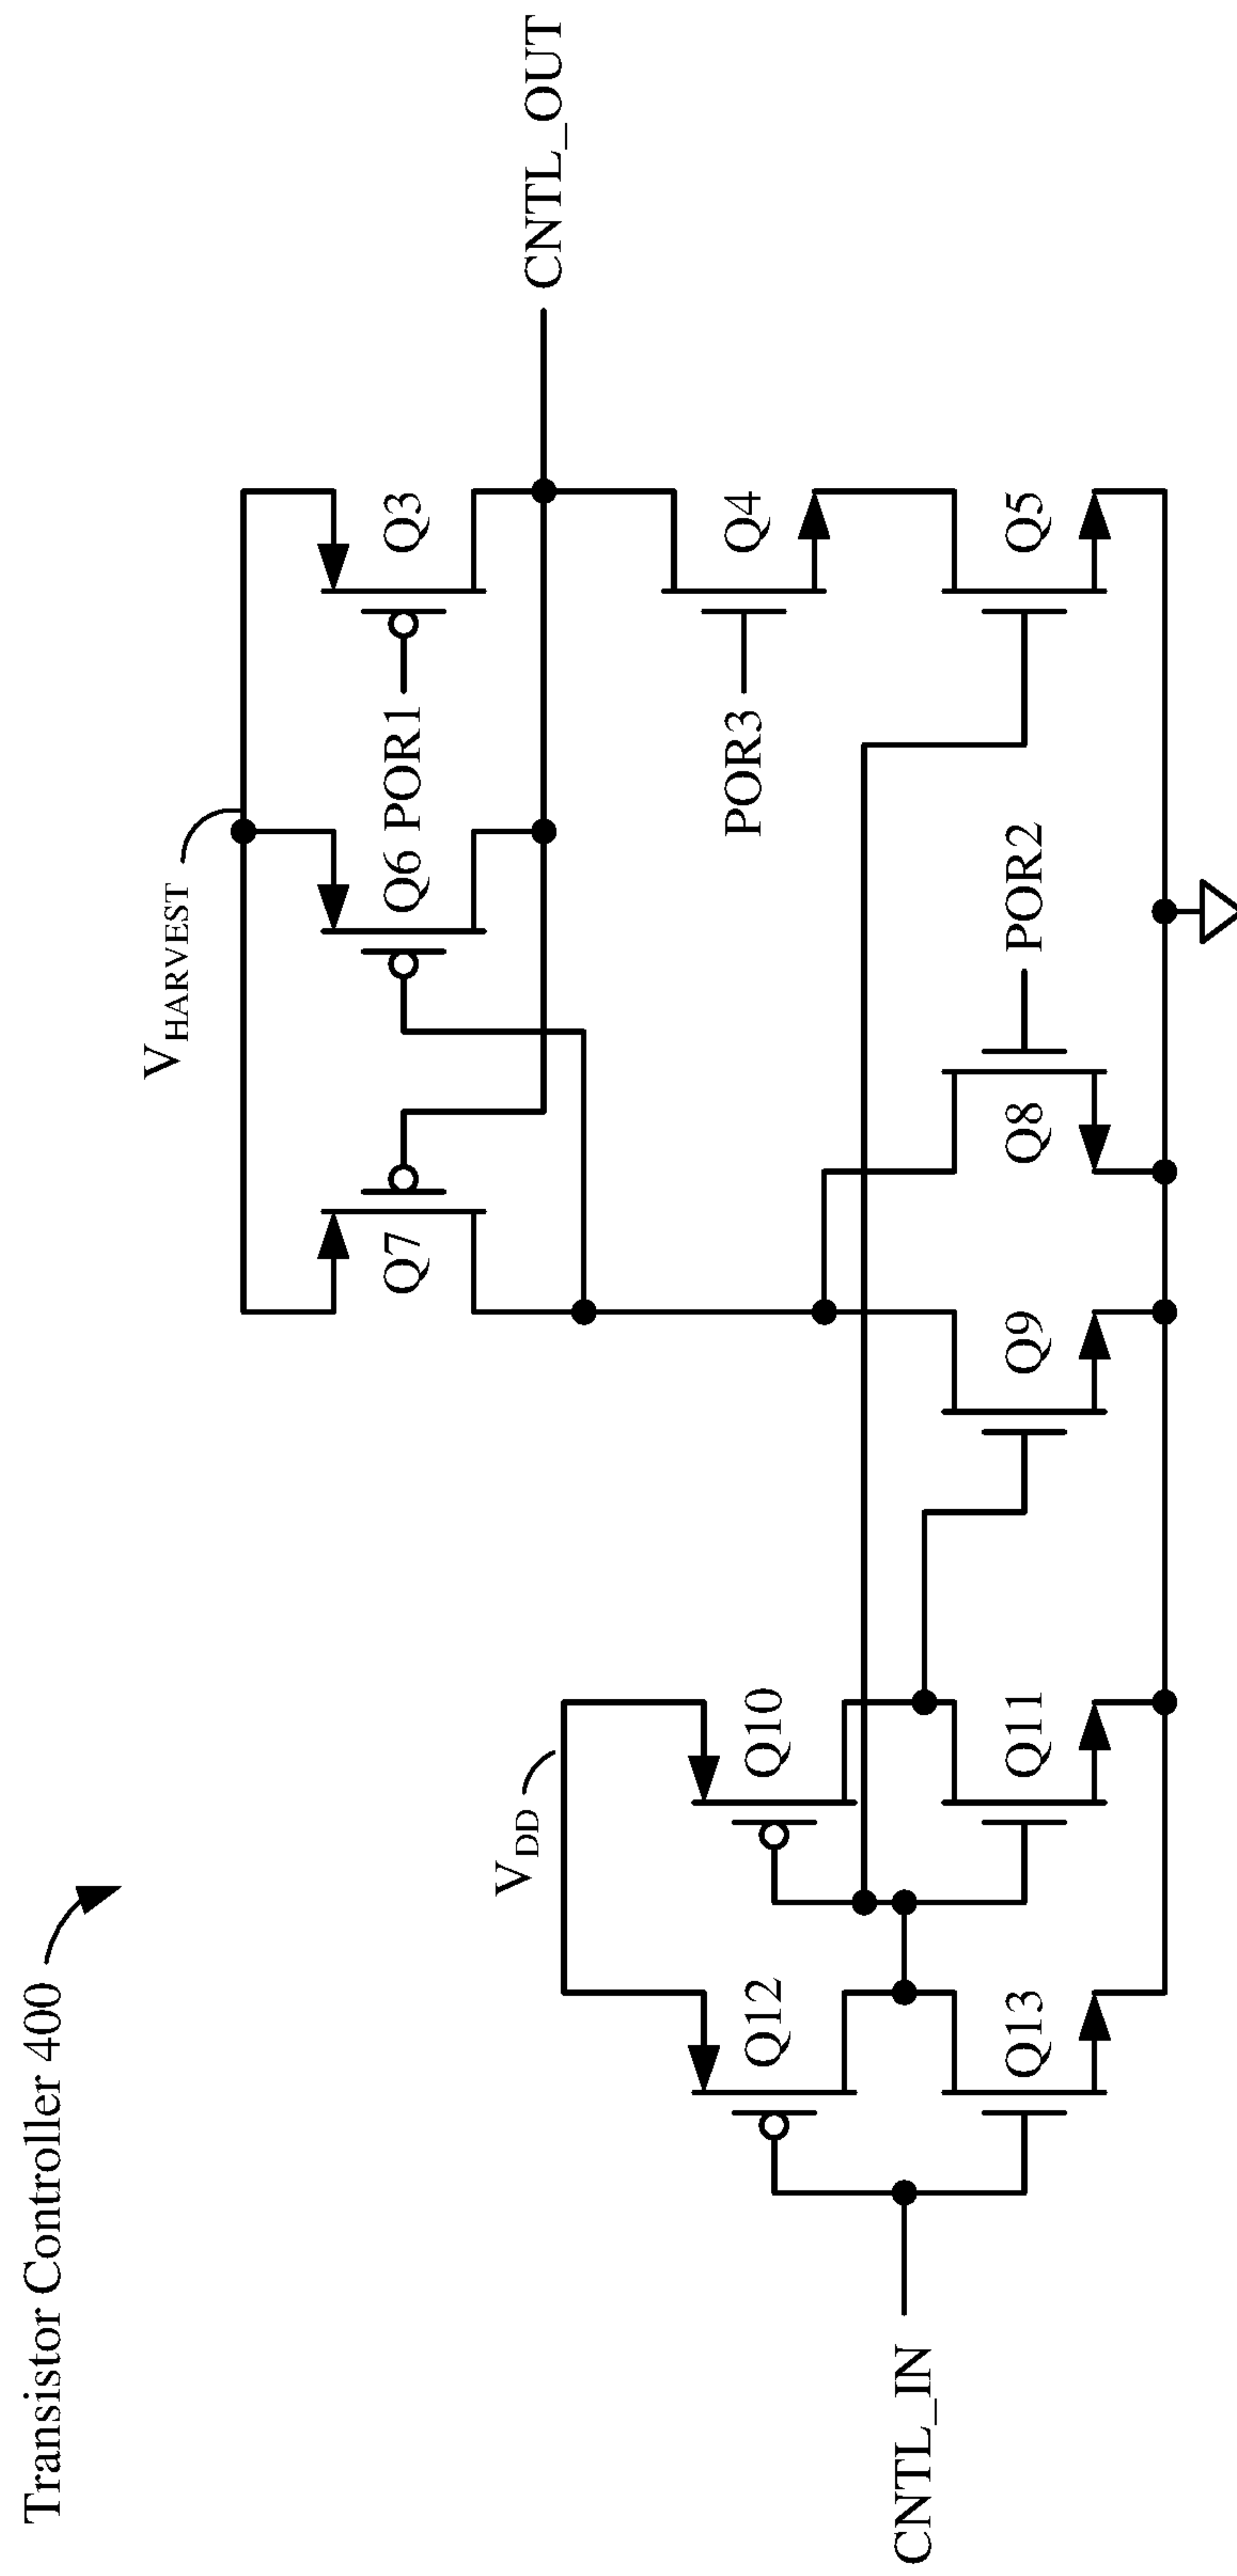 Transistor Controller 400
V_HARVEST
Q7
Q6
POR1
Q3
CNTL_OUT
V_DD
Q12
Q10
POR3
Q4
CNTL_IN
Q13
Q11
Q9
Q8
POR2
Q5